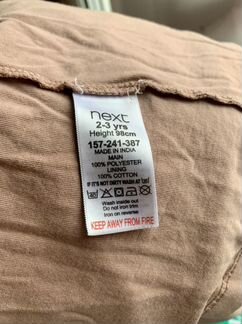 next
2-3 yrs
Height 98cm
157-241-387
MADE IN INDIA
MAIN
100% POLYESTER
LINING
100% COTTON
IF IT'S NOT DIRTY WASH AT 30°
Wash inside out
Do not iron trim
Iron on reverse
KEEP AWAY FROM FIRE